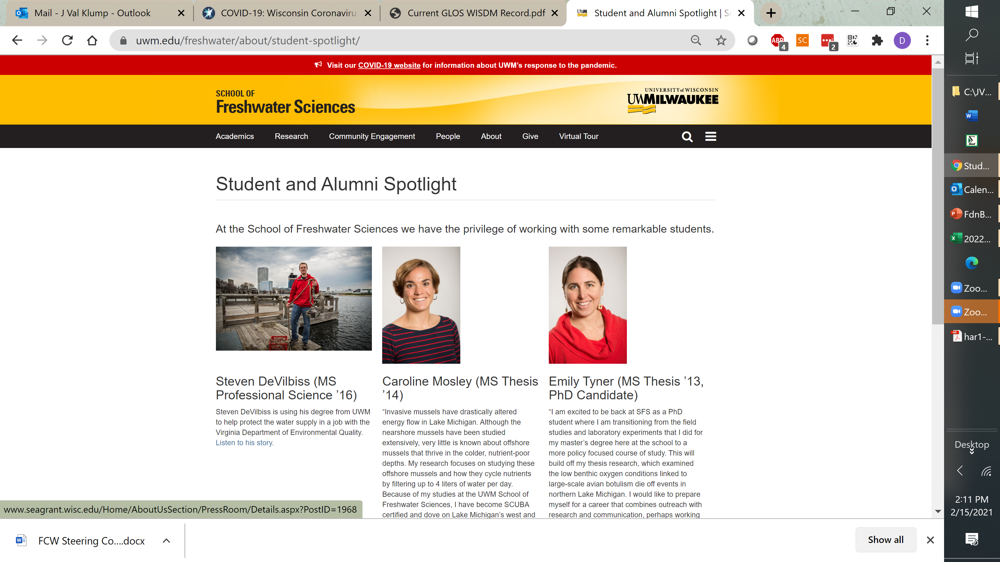 Mail - J Val Klump - Outlook
COVID-19: Wisconsin Coronaviru
Current GLOS WISDM Record.pdf
Student and Alumni Spotlight | Sc
uwm.edu/freshwater/about/student-spotlight/
ABP
4
SC
2
D
Visit our COVID-19 website for information about UWM's response to the pandemic.
SCHOOL OF
Freshwater Sciences
UNIVERSITY of WISCONSIN
UWMILWAUKEE
Academics
Research
Community Engagement
People
About
Give
Virtual Tour
Student and Alumni Spotlight
At the School of Freshwater Sciences we have the privilege of working with some remarkable students.
Steven DeVilbiss (MS
Professional Science ’16)
Steven DeVilbiss is using his degree from UWM
to help protect the water supply in a job with the
Virginia Department of Environmental Quality.
Listen to his story.
Caroline Mosley (MS Thesis
’14)
“Invasive mussels have drastically altered
energy flow in Lake Michigan. Although the
nearshore mussels have been studied
extensively, very little is known about offshore
mussels that thrive in the colder, nutrient-poor
depths. My research focuses on studying these
offshore mussels and how they cycle nutrients
by filtering up to 4 liters of water per day.
Because of my studies at the UWM School of
Freshwater Sciences, I have become SCUBA
certified and dove on Lake Michigan’s west and
Emily Tyner (MS Thesis ’13,
PhD Candidate)
“I am excited to be back at SFS as a PhD
student where I am transitioning from the field
studies and laboratory experiments that I did for
my master’s degree here at the school to a
more policy focused course of study. This will
build off my thesis research, which examined
the low benthic oxygen conditions linked to
large-scale avian botulism die off events in
northern Lake Michigan. I would like to prepare
myself for a career that combines outreach with
research and communication, perhaps working
www.seagrant.wisc.edu/Home/AboutUsSection/PressRoom/Details.aspx?PostID=1968
FCW Steering Co....docx
Show all
C:\JV...
Stud...
Calen...
FdnB...
2022...
Zoo...
Zoo...
har1-...
Desktop
2:11 PM
2/15/2021